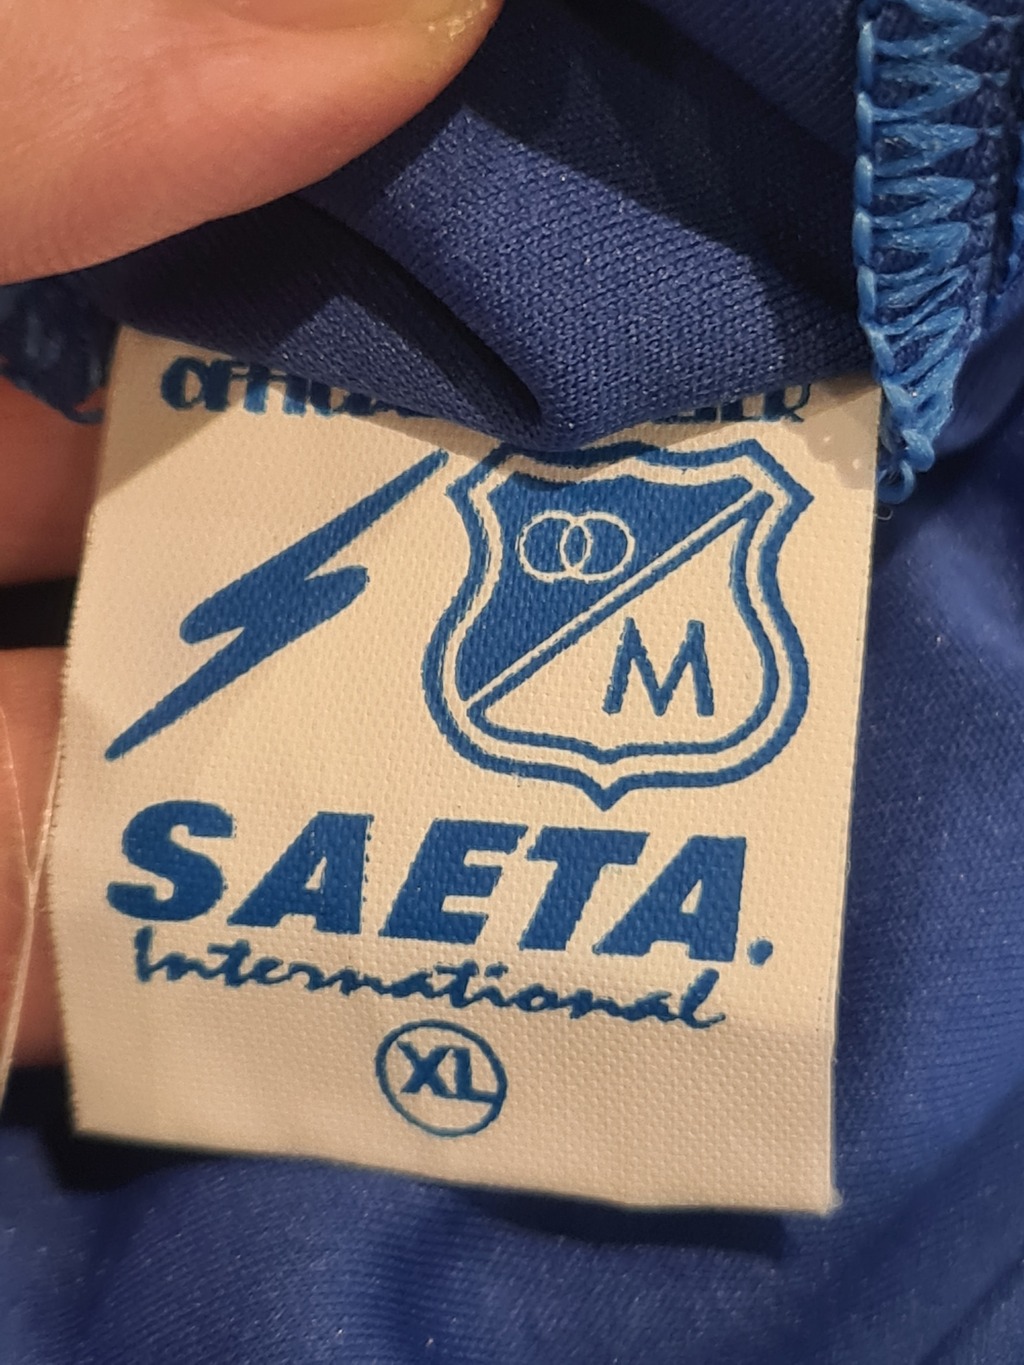 M
SAETA.
International
XL